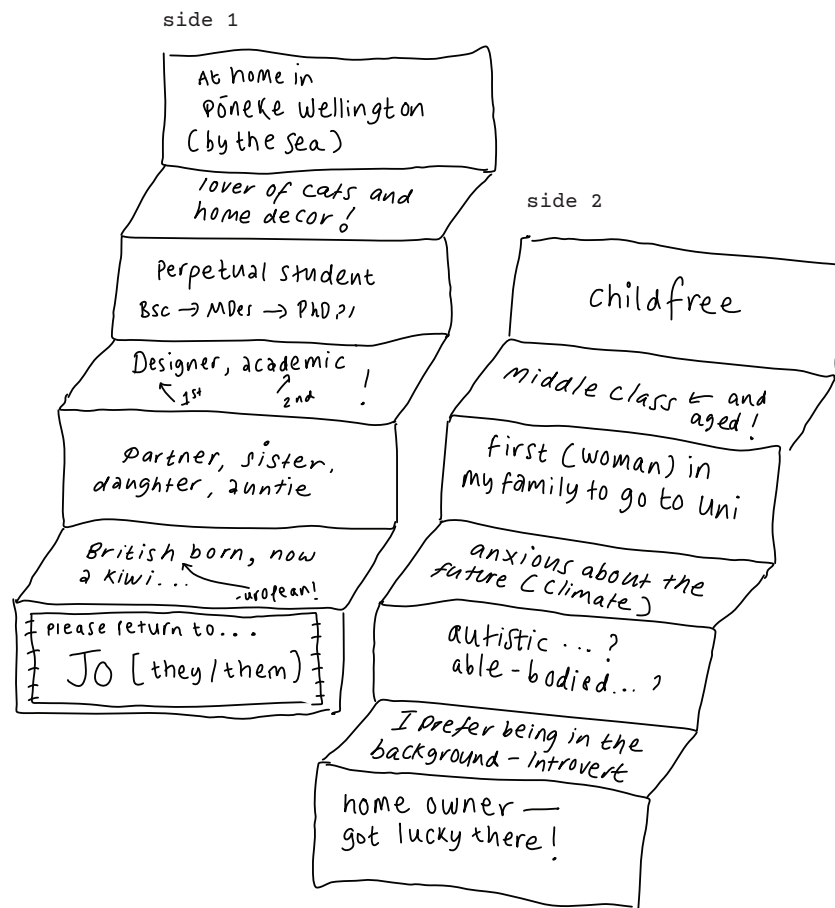 side 1
At home in
Pōneke Wellington
(by the sea)
lover of cats and
home decor!
Perpetual student
BSc → MDes → PhD?!
Designer, academic !
1st 2nd
Partner, sister,
daughter, auntie
British born, now
a kiwi...
-uropean!
please return to...
Jo [they/them]
side 2
childfree
middle class ← and
aged!
first (woman) in
my family to go to uni
anxious about the
future (climate)
autistic ...?
able-bodied...?
I prefer being in the
background - Introvert
home owner —
got lucky there!